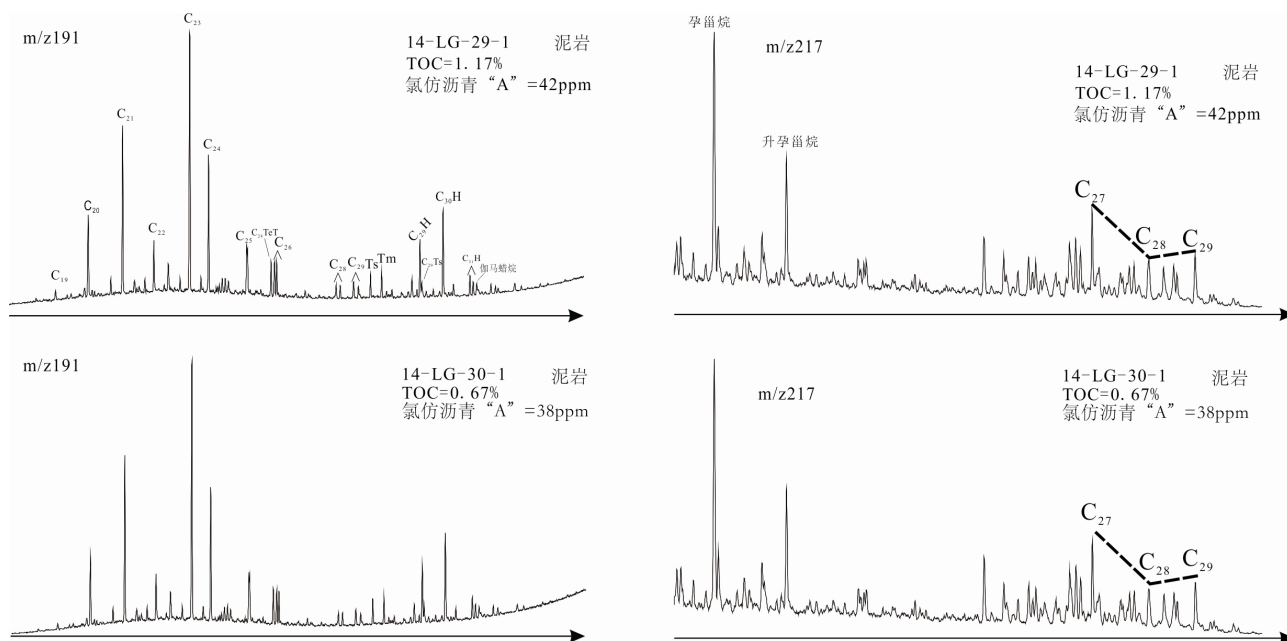 m/z191
14-LG-29-1 泥岩
TOC=1.17%
氯仿沥青“A”=42ppm
C19
C20
C21
C22
C23
C24
C25
C24TeT
C26
C28
C29
Ts
Tm
C29H
C29Ts
C30H
C31H
伽马蜡烷
m/z217
14-LG-29-1 泥岩
TOC=1.17%
氯仿沥青“A”=42ppm
孕甾烷
升孕甾烷
C27
C28
C29
m/z191
14-LG-30-1 泥岩
TOC=0.67%
氯仿沥青“A”=38ppm
m/z217
14-LG-30-1 泥岩
TOC=0.67%
氯仿沥青“A”=38ppm
C27
C28
C29